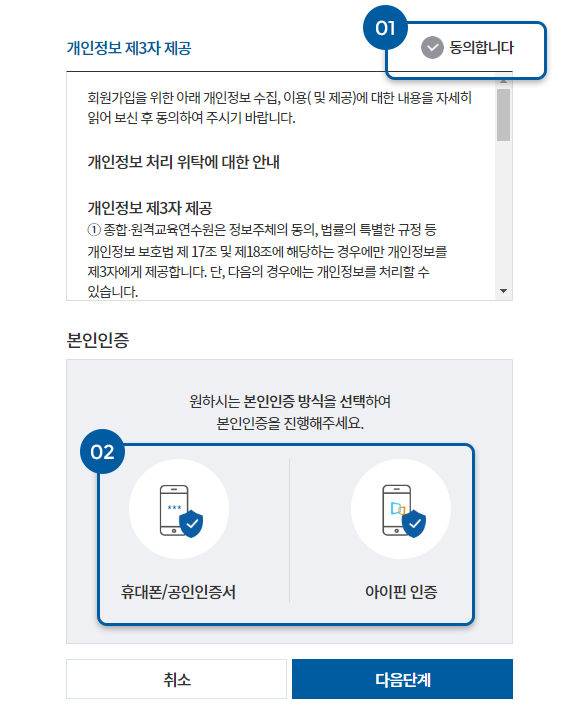 01
개인정보 제3자 제공
동의합니다
회원가입을 위한 아래 개인정보 수집, 이용( 및 제공)에 대한 내용을 자세히
읽어 보신 후 동의하여 주시기 바랍니다.
개인정보 처리 위탁에 대한 안내
개인정보 제3자 제공
① 종합·원격교육연수원은 정보주체의 동의, 법률의 특별한 규정 등
개인정보 보호법 제 17조 및 제18조에 해당하는 경우에만 개인정보를
제3자에게 제공합니다. 단, 다음의 경우에는 개인정보를 처리할 수
있습니다.
본인인증
원하시는 본인인증 방식을 선택하여
본인인증을 진행해주세요.
02
***
휴대폰/공인인증서
아이핀 인증
취소
다음단계